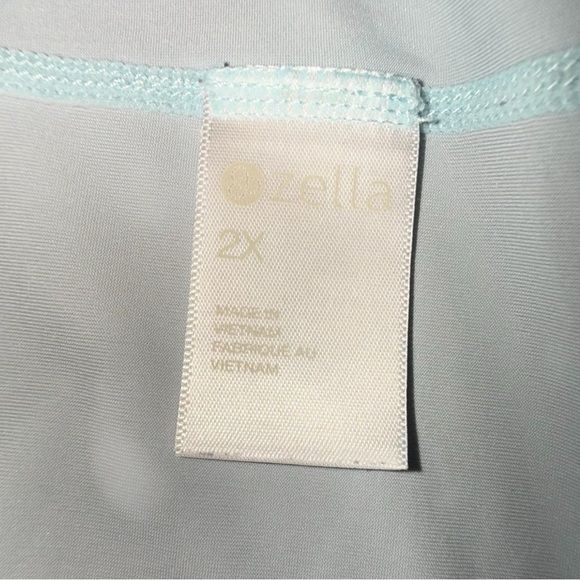 zella
2X
MADE IN
VIETNAM
FABRIQUE AU
VIETNAM